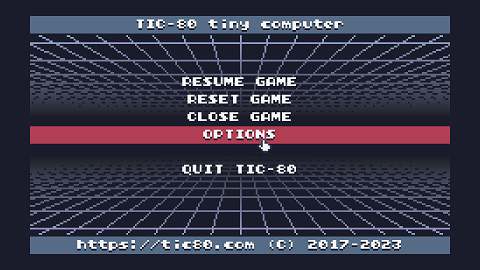 TIC-80 tiny computer
RESUME GAME
RESET GAME
CLOSE GAME
OPTIONS
QUIT TIC-80
https://tic80.com (C) 2017-2023